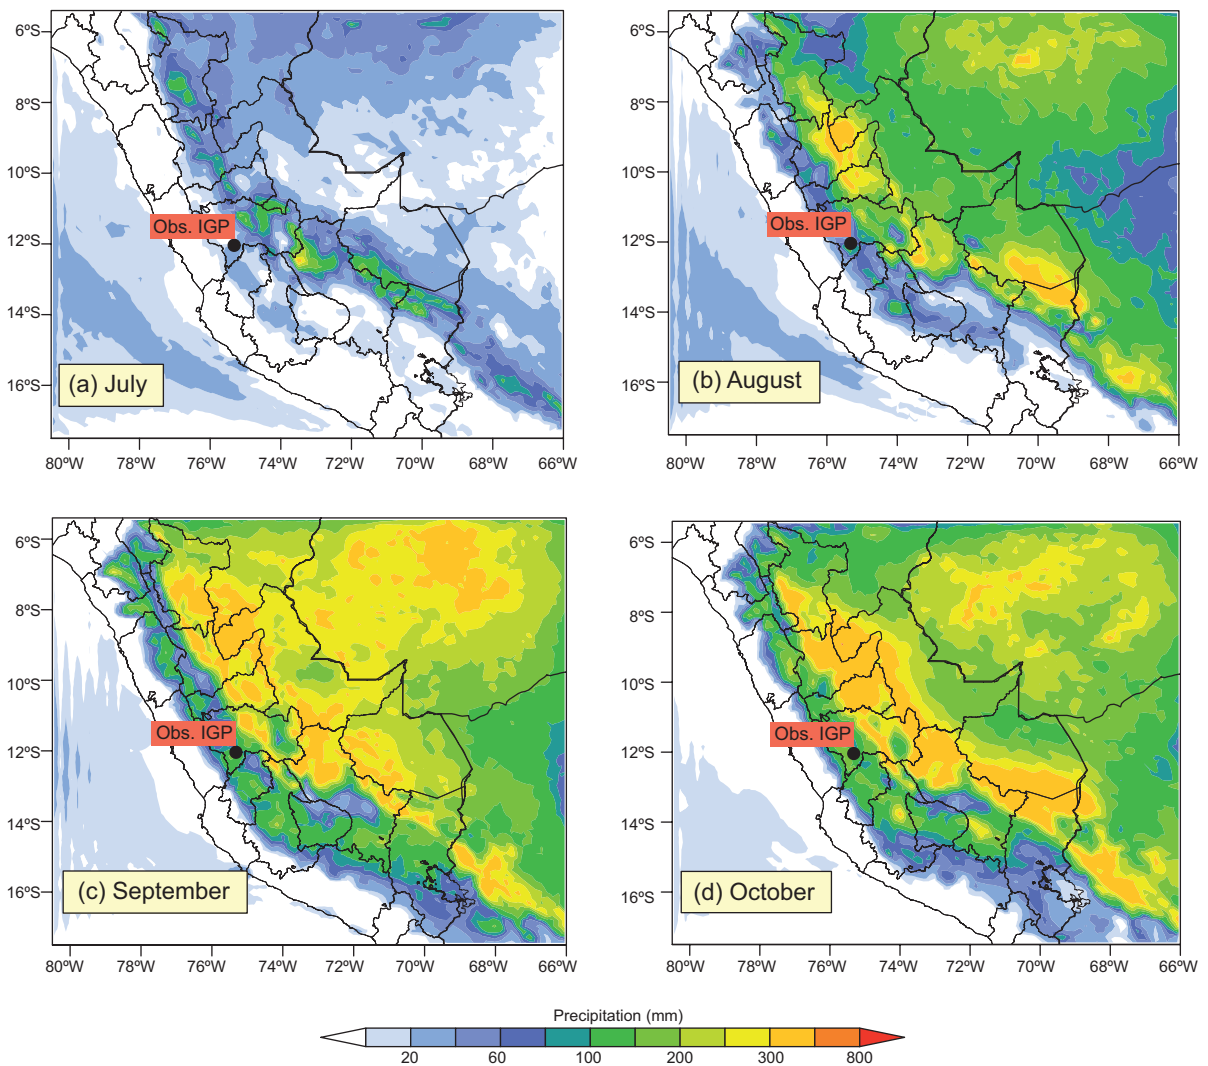 6ºS
8ºS
10ºS
12ºS
14ºS
16ºS
Obs. IGP
(a) July
80ºW 78ºW 76ºW 74ºW 72ºW 70ºW 68ºW 66ºW
6ºS
8ºS
10ºS
12ºS
14ºS
16ºS
Obs. IGP
(b) August
80ºW 78ºW 76ºW 74ºW 72ºW 70ºW 68ºW 66ºW
6ºS
8ºS
10ºS
12ºS
14ºS
16ºS
Obs. IGP
(c) September
80ºW 78ºW 76ºW 74ºW 72ºW 70ºW 68ºW 66ºW
6ºS
8ºS
10ºS
12ºS
14ºS
16ºS
Obs. IGP
(d) October
80ºW 78ºW 76ºW 74ºW 72ºW 70ºW 68ºW 66ºW
Precipitation (mm)
20 60 100 200 300 800